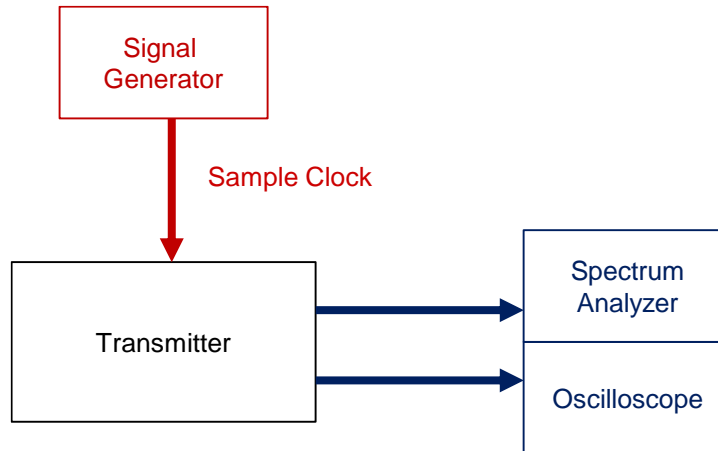 Signal
Generator
Sample Clock
Transmitter
Spectrum
Analyzer
Oscilloscope